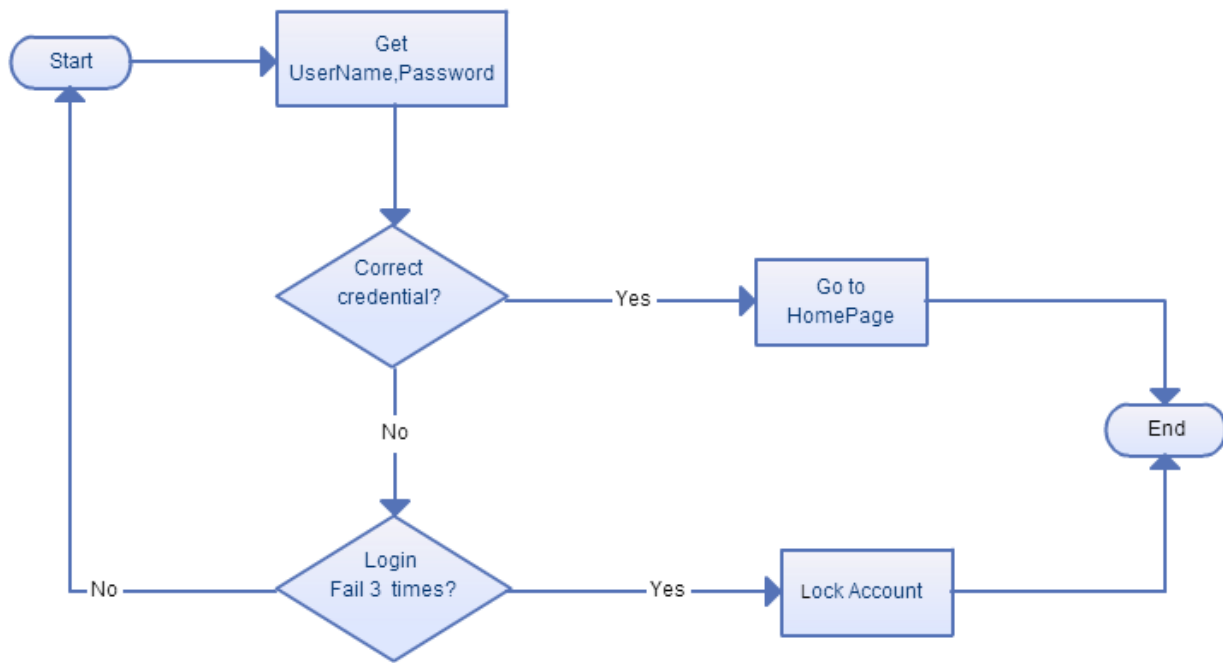 Start
Get
UserName,Password
Correct
credential?
Yes
Go to
HomePage
No
End
Login
Fail 3 times?
No
Yes
Lock Account